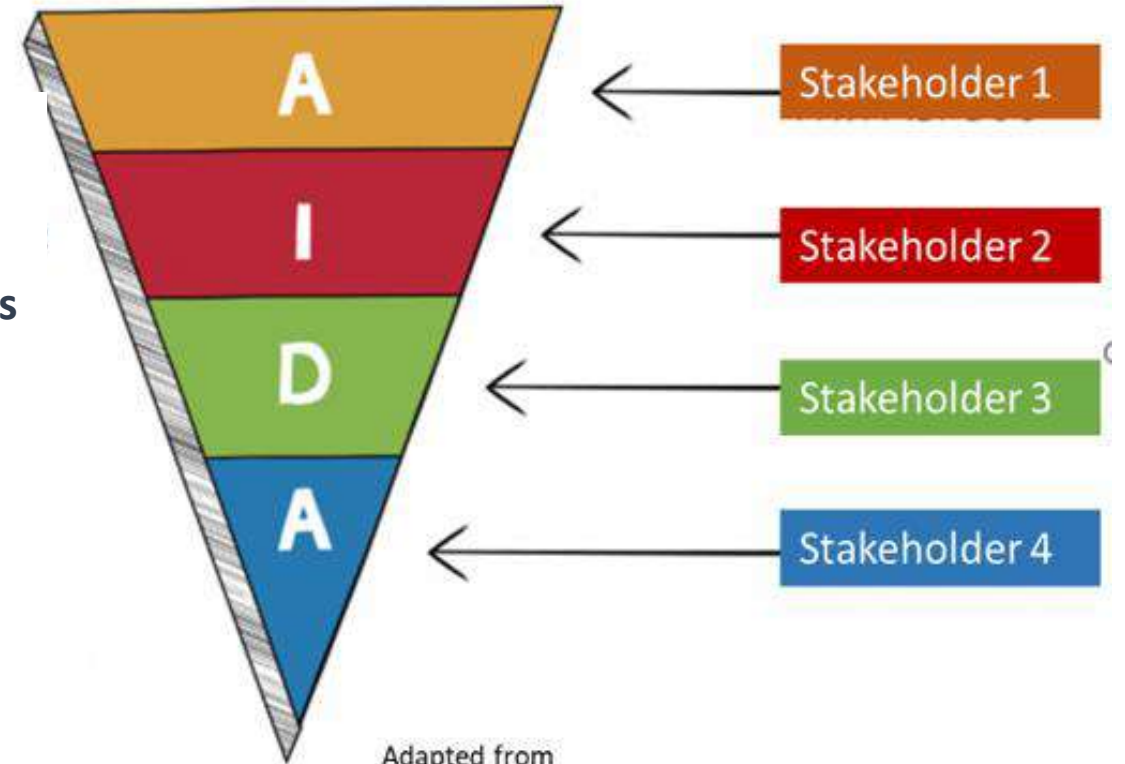 A
Stakeholder 1
I
Stakeholder 2
s
D
Stakeholder 3
A
Stakeholder 4
Adapted from